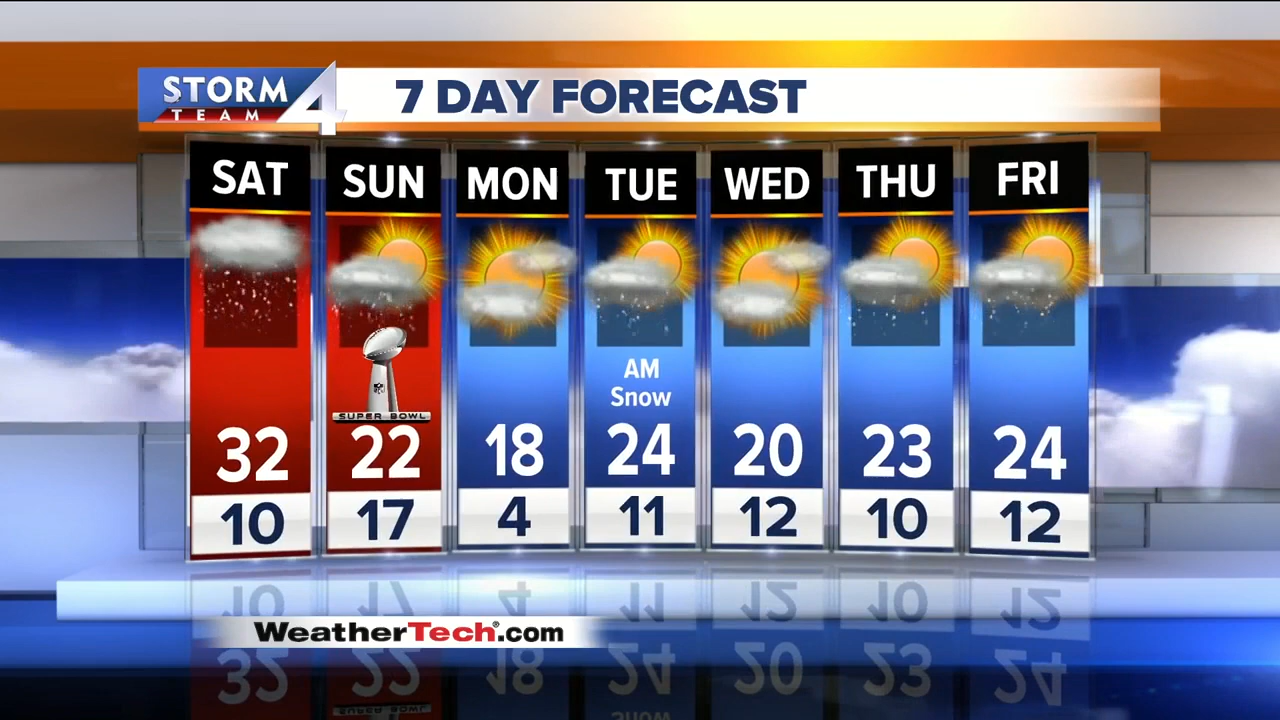 STORM
TEAM
4
7 DAY FORECAST
SAT SUN MON TUE WED THU FRI
SUPER BOWL
AM
Snow
32 22 18 24 20 23 24
10 17 4 11 12 10 12
WeatherTech®.com